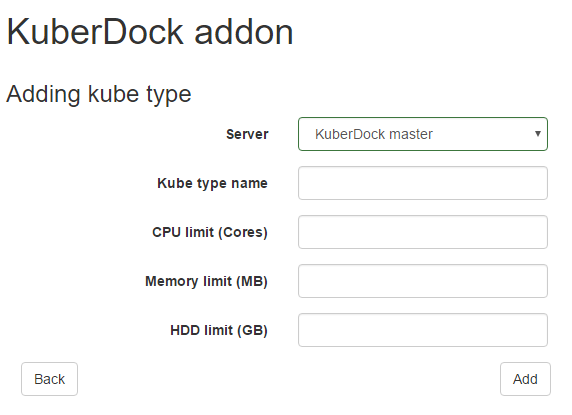 KuberDock addon
Adding kube type
Server KuberDock master
Kube type name
CPU limit (Cores)
Memory limit (MB)
HDD limit (GB)
Back Add